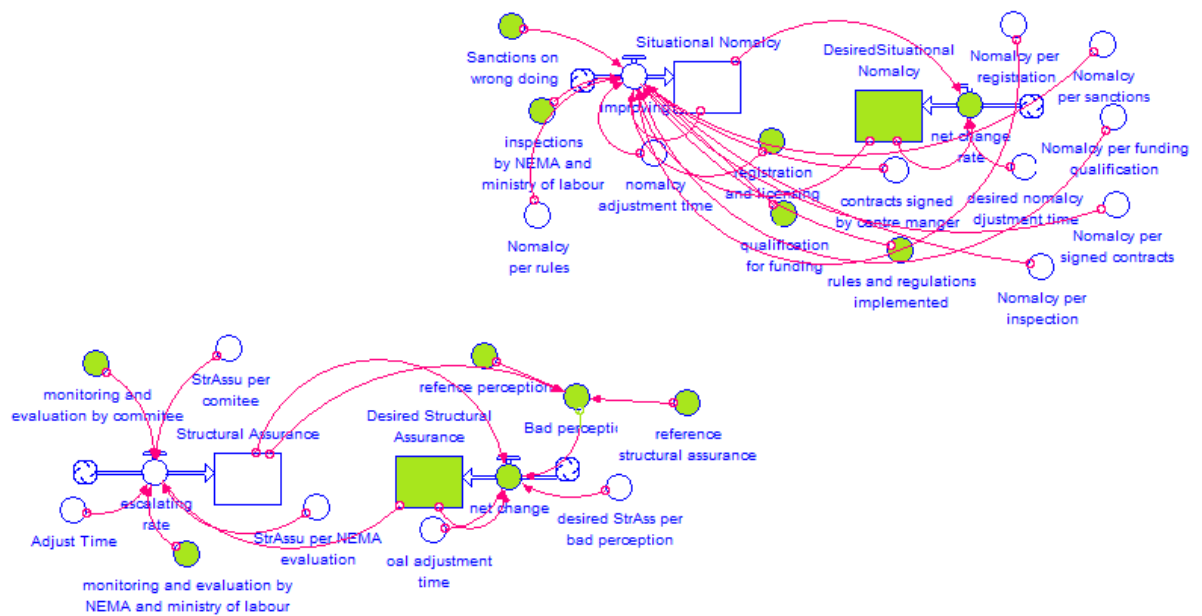 Sanctions on
wrong doing
Situational Nomalcy
DesiredSituational
Nomalcy
Nomalcy per
registration
Nomalcy
per sanctions
improving
inspections
by NEMA and
ministry of labour
nomalcy
adjustment time
registration
and licensing
contracts signed
by centre manger
net change
rate
desired nomalcy
djustment time
Nomalcy per funding
qualification
Nomalcy
per rules
qualification
for funding
rules and regulations
implemented
Nomalcy per
signed contracts
Nomalcy per
inspection
monitoring and
evaluation by commitee
StrAssu per
comitee
Structural Assurance
refence perception
Desired Structural
Assurance
Bad perceptic
reference
structural assurance
escalating
rate
Adjust Time
StrAssu per NEMA
evaluation
net change
oal adjustment
time
desired StrAss per
bad perception
monitoring and evaluation by
NEMA and ministry of labour